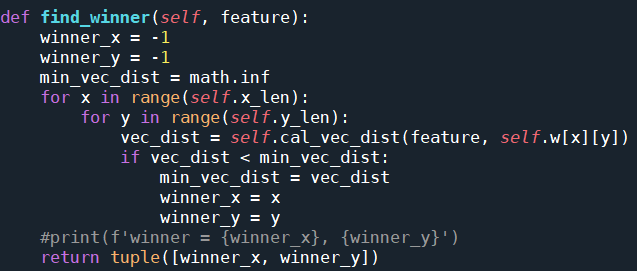 def find_winner(self, feature):
    winner_x = -1
    winner_y = -1
    min_vec_dist = math.inf
    for x in range(self.x_len):
        for y in range(self.y_len):
            vec_dist = self.cal_vec_dist(feature, self.w[x][y])
            if vec_dist < min_vec_dist:
                min_vec_dist = vec_dist
                winner_x = x
                winner_y = y
    #print(f'winner = {winner_x}, {winner_y}')
    return tuple([winner_x, winner_y])